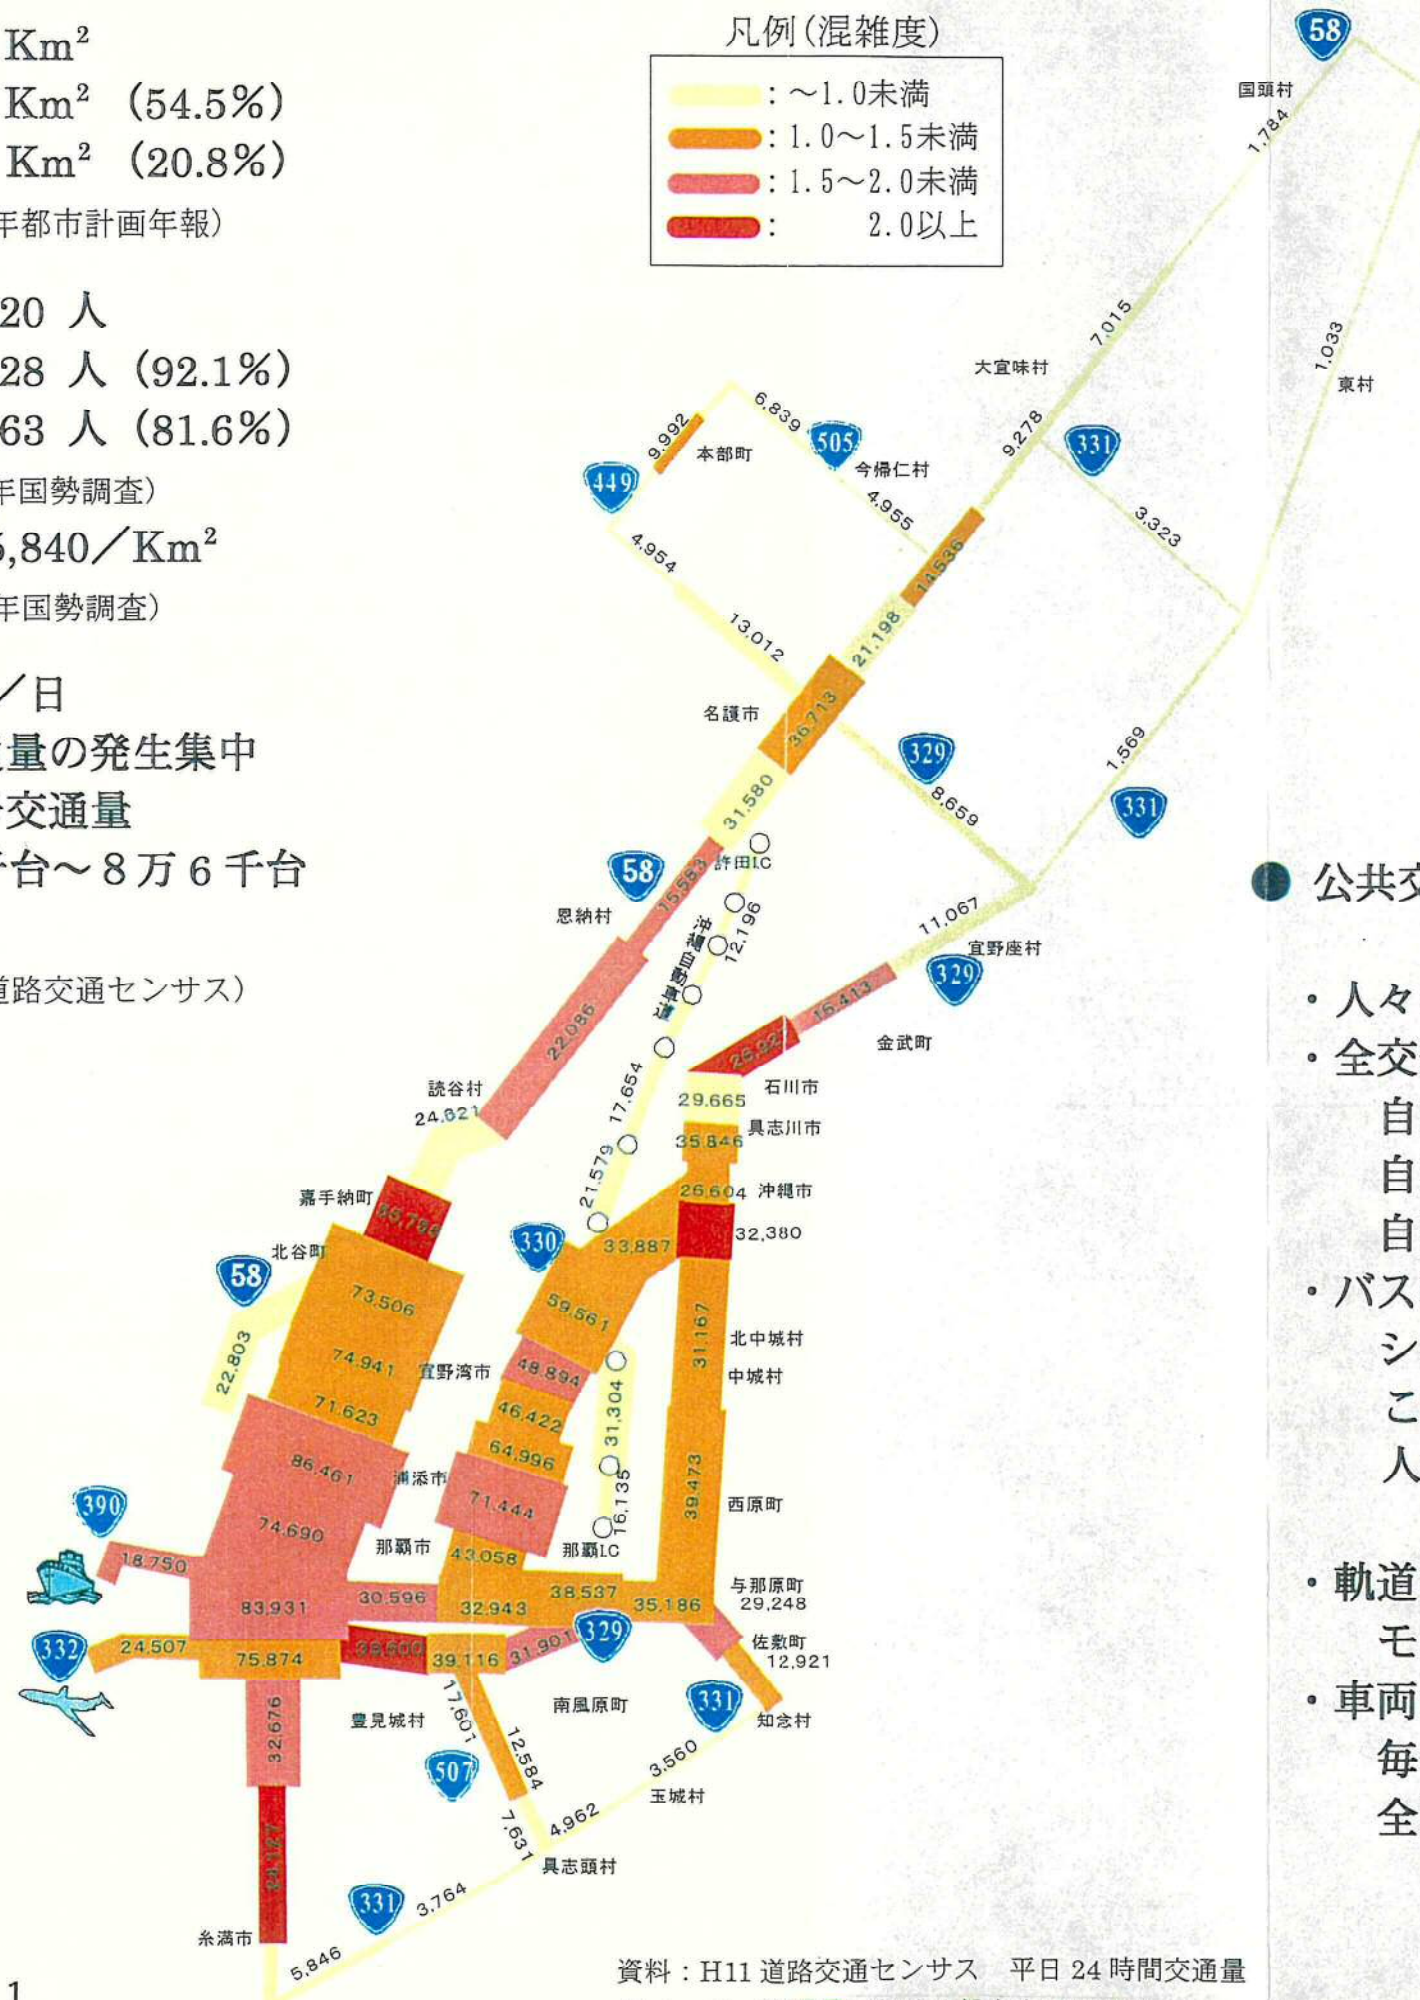 Km²
Km² (54.5%)
Km² (20.8%)
年都市計画年報)
20 人
28 人 (92.1%)
63 人 (81.6%)
年国勢調査)
5,840/Km²
年国勢調査)
/日
量の発生集中
交通量
千台～8万6千台
道路交通センサス)
凡例(混雑度)
:～1.0未満
:1.0～1.5未満
:1.5～2.0未満
: 2.0以上
58
国頭村
1,784
7,015
大宜味村
1,033
東村
9,278
331
3,323
6,839
505
今帰仁村
4,955
9,992
本部町
449
4,954
13,012
14,536
21,198
名護市
36,713
329
8,659
1,569
331
31,580
許田I.C
58
15,583
恩納村
12,196
沖縄自動車道
11,067
宜野座村
329
16,413
金武町
22,086
読谷村
24,621
17,654
石川市
29,665
具志川市
35,846
21,579
26,604
沖縄市
嘉手納町
32,380
330
33,887
北谷町
58
73,506
59,561
22,803
74,941
宜野湾市
48,894
31,167
北中城村
中城村
71,623
46,422
31,304
64,996
86,461
浦添市
71,444
39,473
西原町
16,135
390
74,690
那覇市
43,058
那覇I.C
18,750
83,931
30,596
32,943
38,537
35,186
与那原町
29,248
332
24,507
75,874
39,116
31,901
329
佐敷町
12,921
32,676
豊見城村
17,601
南風原町
331
知念村
507
12,584
3,560
玉城村
7,631
4,962
具志頭村
331
3,764
糸満市
5,846
資料:H11 道路交通センサス 平日 24 時間交通量
1
公共交
・人々
・全交
自
自
自
・バス
シ
こ
人
・軌道
モ
・車両
毎
全